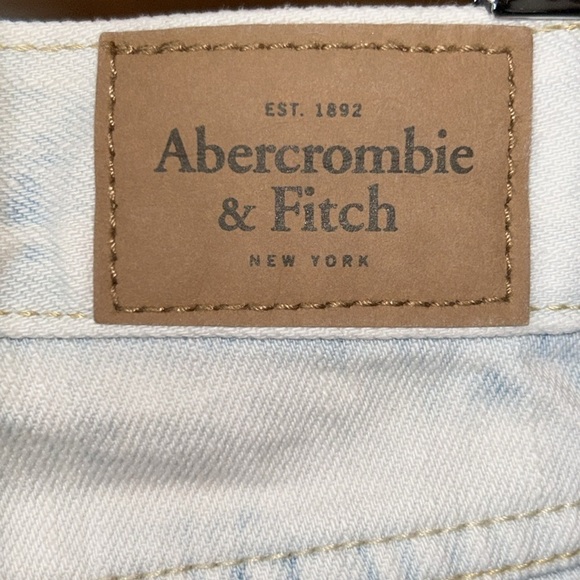 EST. 1892
Abercrombie
& Fitch
NEW YORK